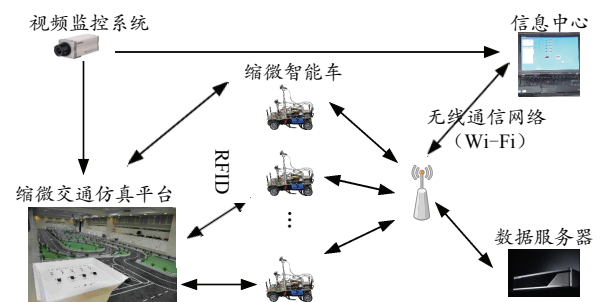 视频监控系统
信息中心
缩微智能车
无线通信网络
（Wi-Fi）
RFID
缩微交通仿真平台
⋮
数据服务器